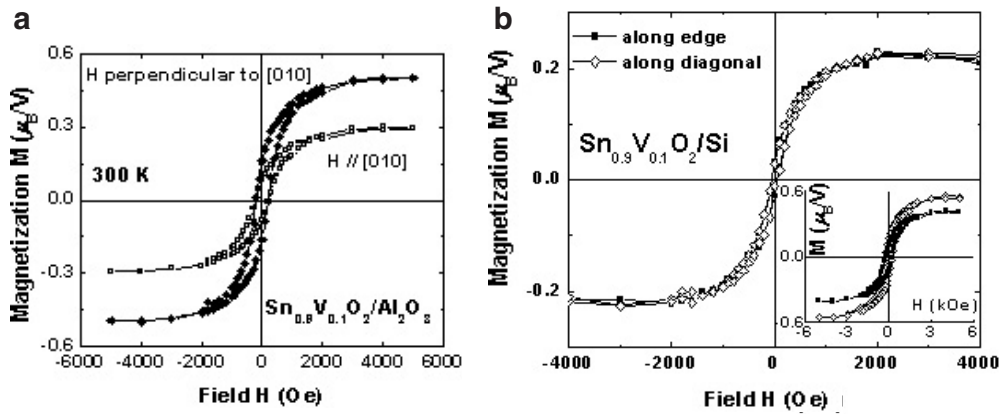 a
Magnetization M (μB/V)
0.6
0.3
0.0
-0.3
-0.6
H perpendicular to [010]
H // [010]
300 K
Sn0.9V0.1O2/Al2O3
-6000 -4000 -2000 0 2000 4000 6000
Field H (Oe)
b
Magnetization M (μB/V)
0.2
0.0
-0.2
along edge
along diagonal
Sn0.9V0.1O2/Si
M (μB/V)
0.6
0.0
-0.6
H (kOe)
-6 -3 0 3 6
-4000 -2000 0 2000 4000
Field H (Oe)